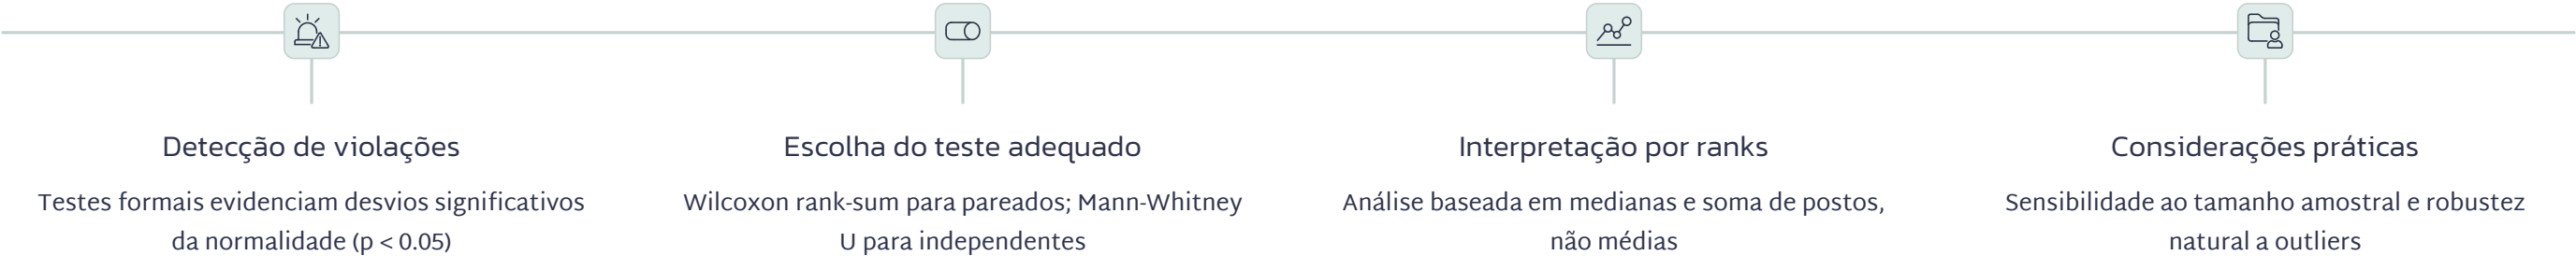 Detecção de violações
Testes formais evidenciam desvios significativos
da normalidade (p < 0.05)
Escolha do teste adequado
Wilcoxon rank-sum para pareados; Mann-Whitney
U para independentes
Interpretação por ranks
Análise baseada em medianas e soma de postos,
não médias
Considerações práticas
Sensibilidade ao tamanho amostral e robustez
natural a outliers